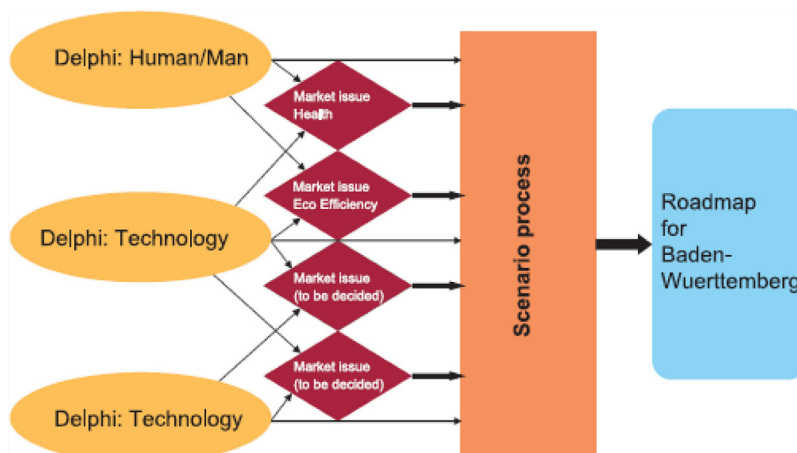 Delphi: Human/Man
Market issue
Health
Market issue
Eco Efficiency
Delphi: Technology
Market issue
(to be decided)
Market issue
(to be decided)
Delphi: Technology
Scenario process
Roadmap
for
Baden-
Wuerttemberg